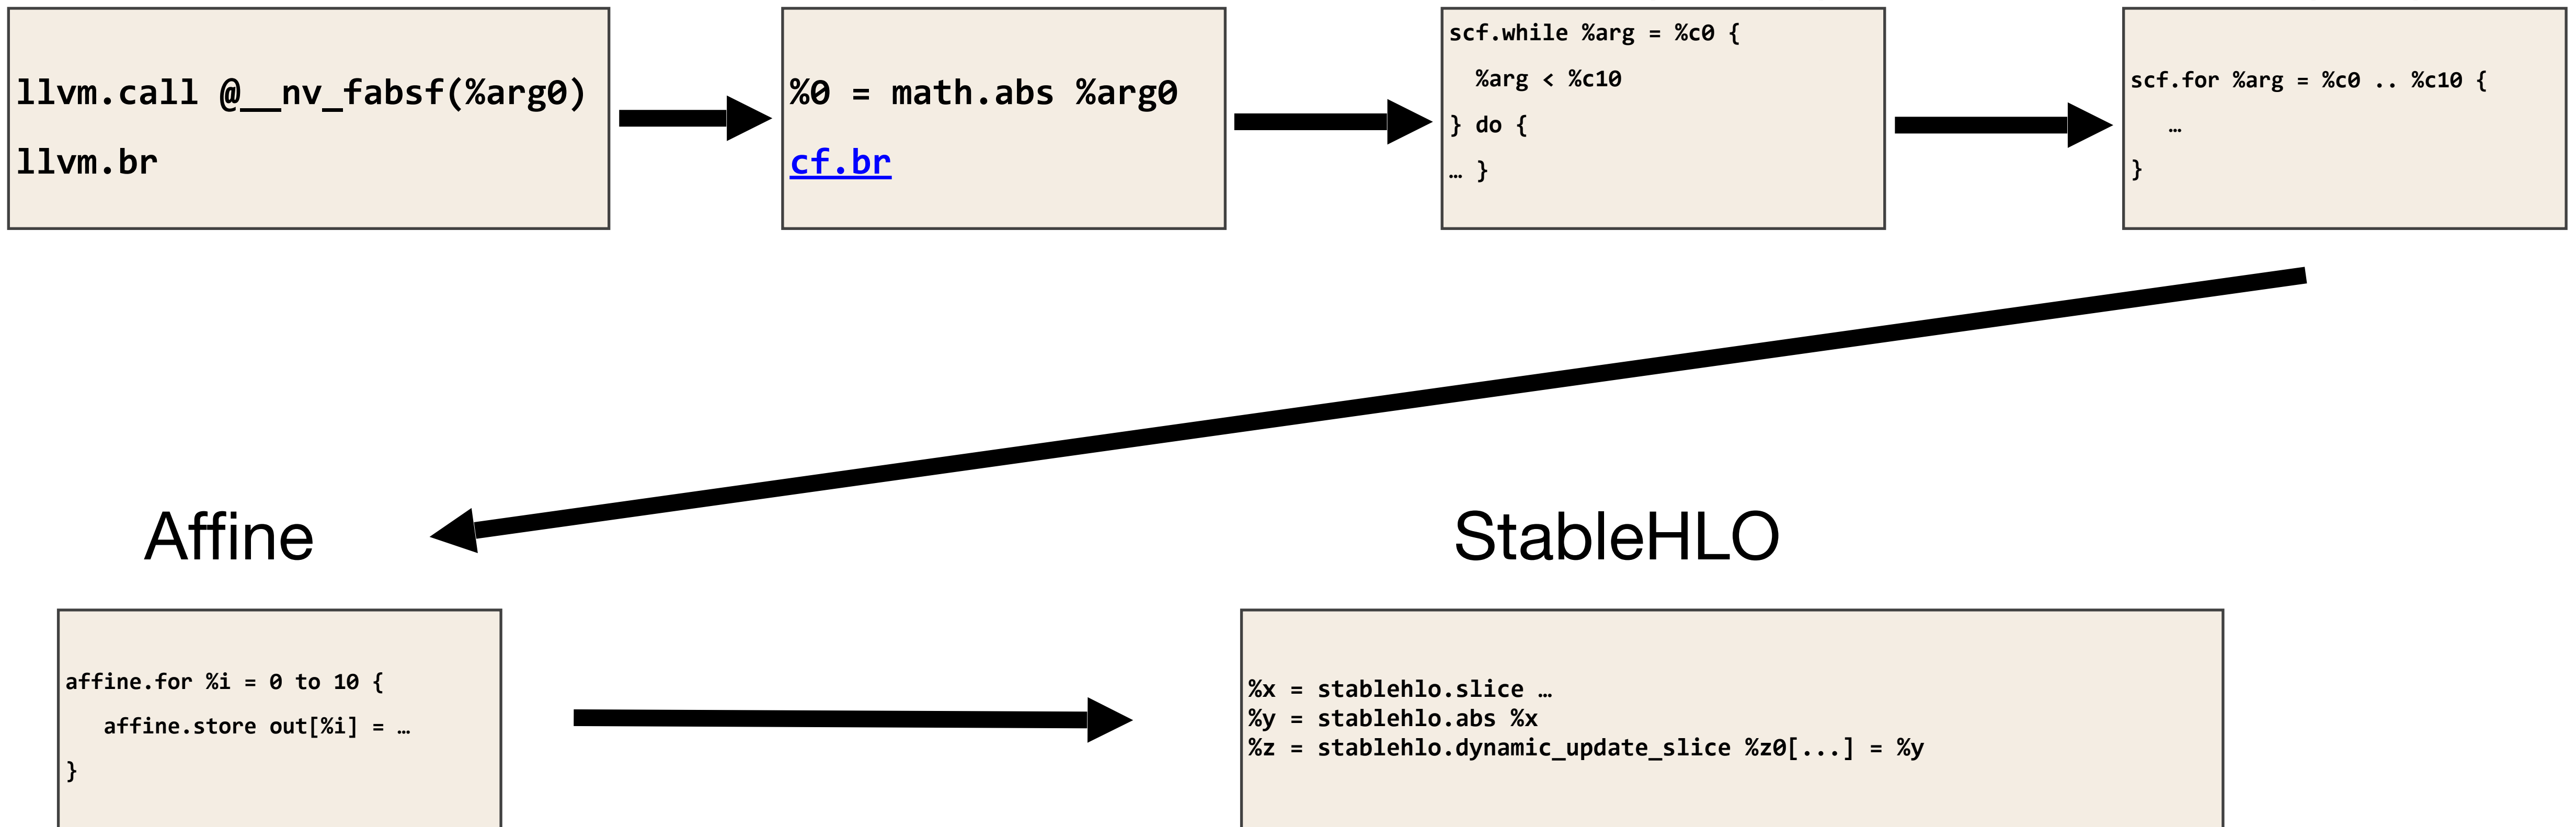 llvm.call @__nv_fabsf(%arg0)
llvm.br
%0 = math.abs %arg0
cf.br
scf.while %arg = %c0 {
%arg < %c10
} do {
… }
scf.for %arg = %c0 .. %c10 {
…
}
Affine
affine.for %i = 0 to 10 {
affine.store out[%i] = …
}
StableHLO
%x = stablehlo.slice …
%y = stablehlo.abs %x
%z = stablehlo.dynamic_update_slice %z0[...] = %y